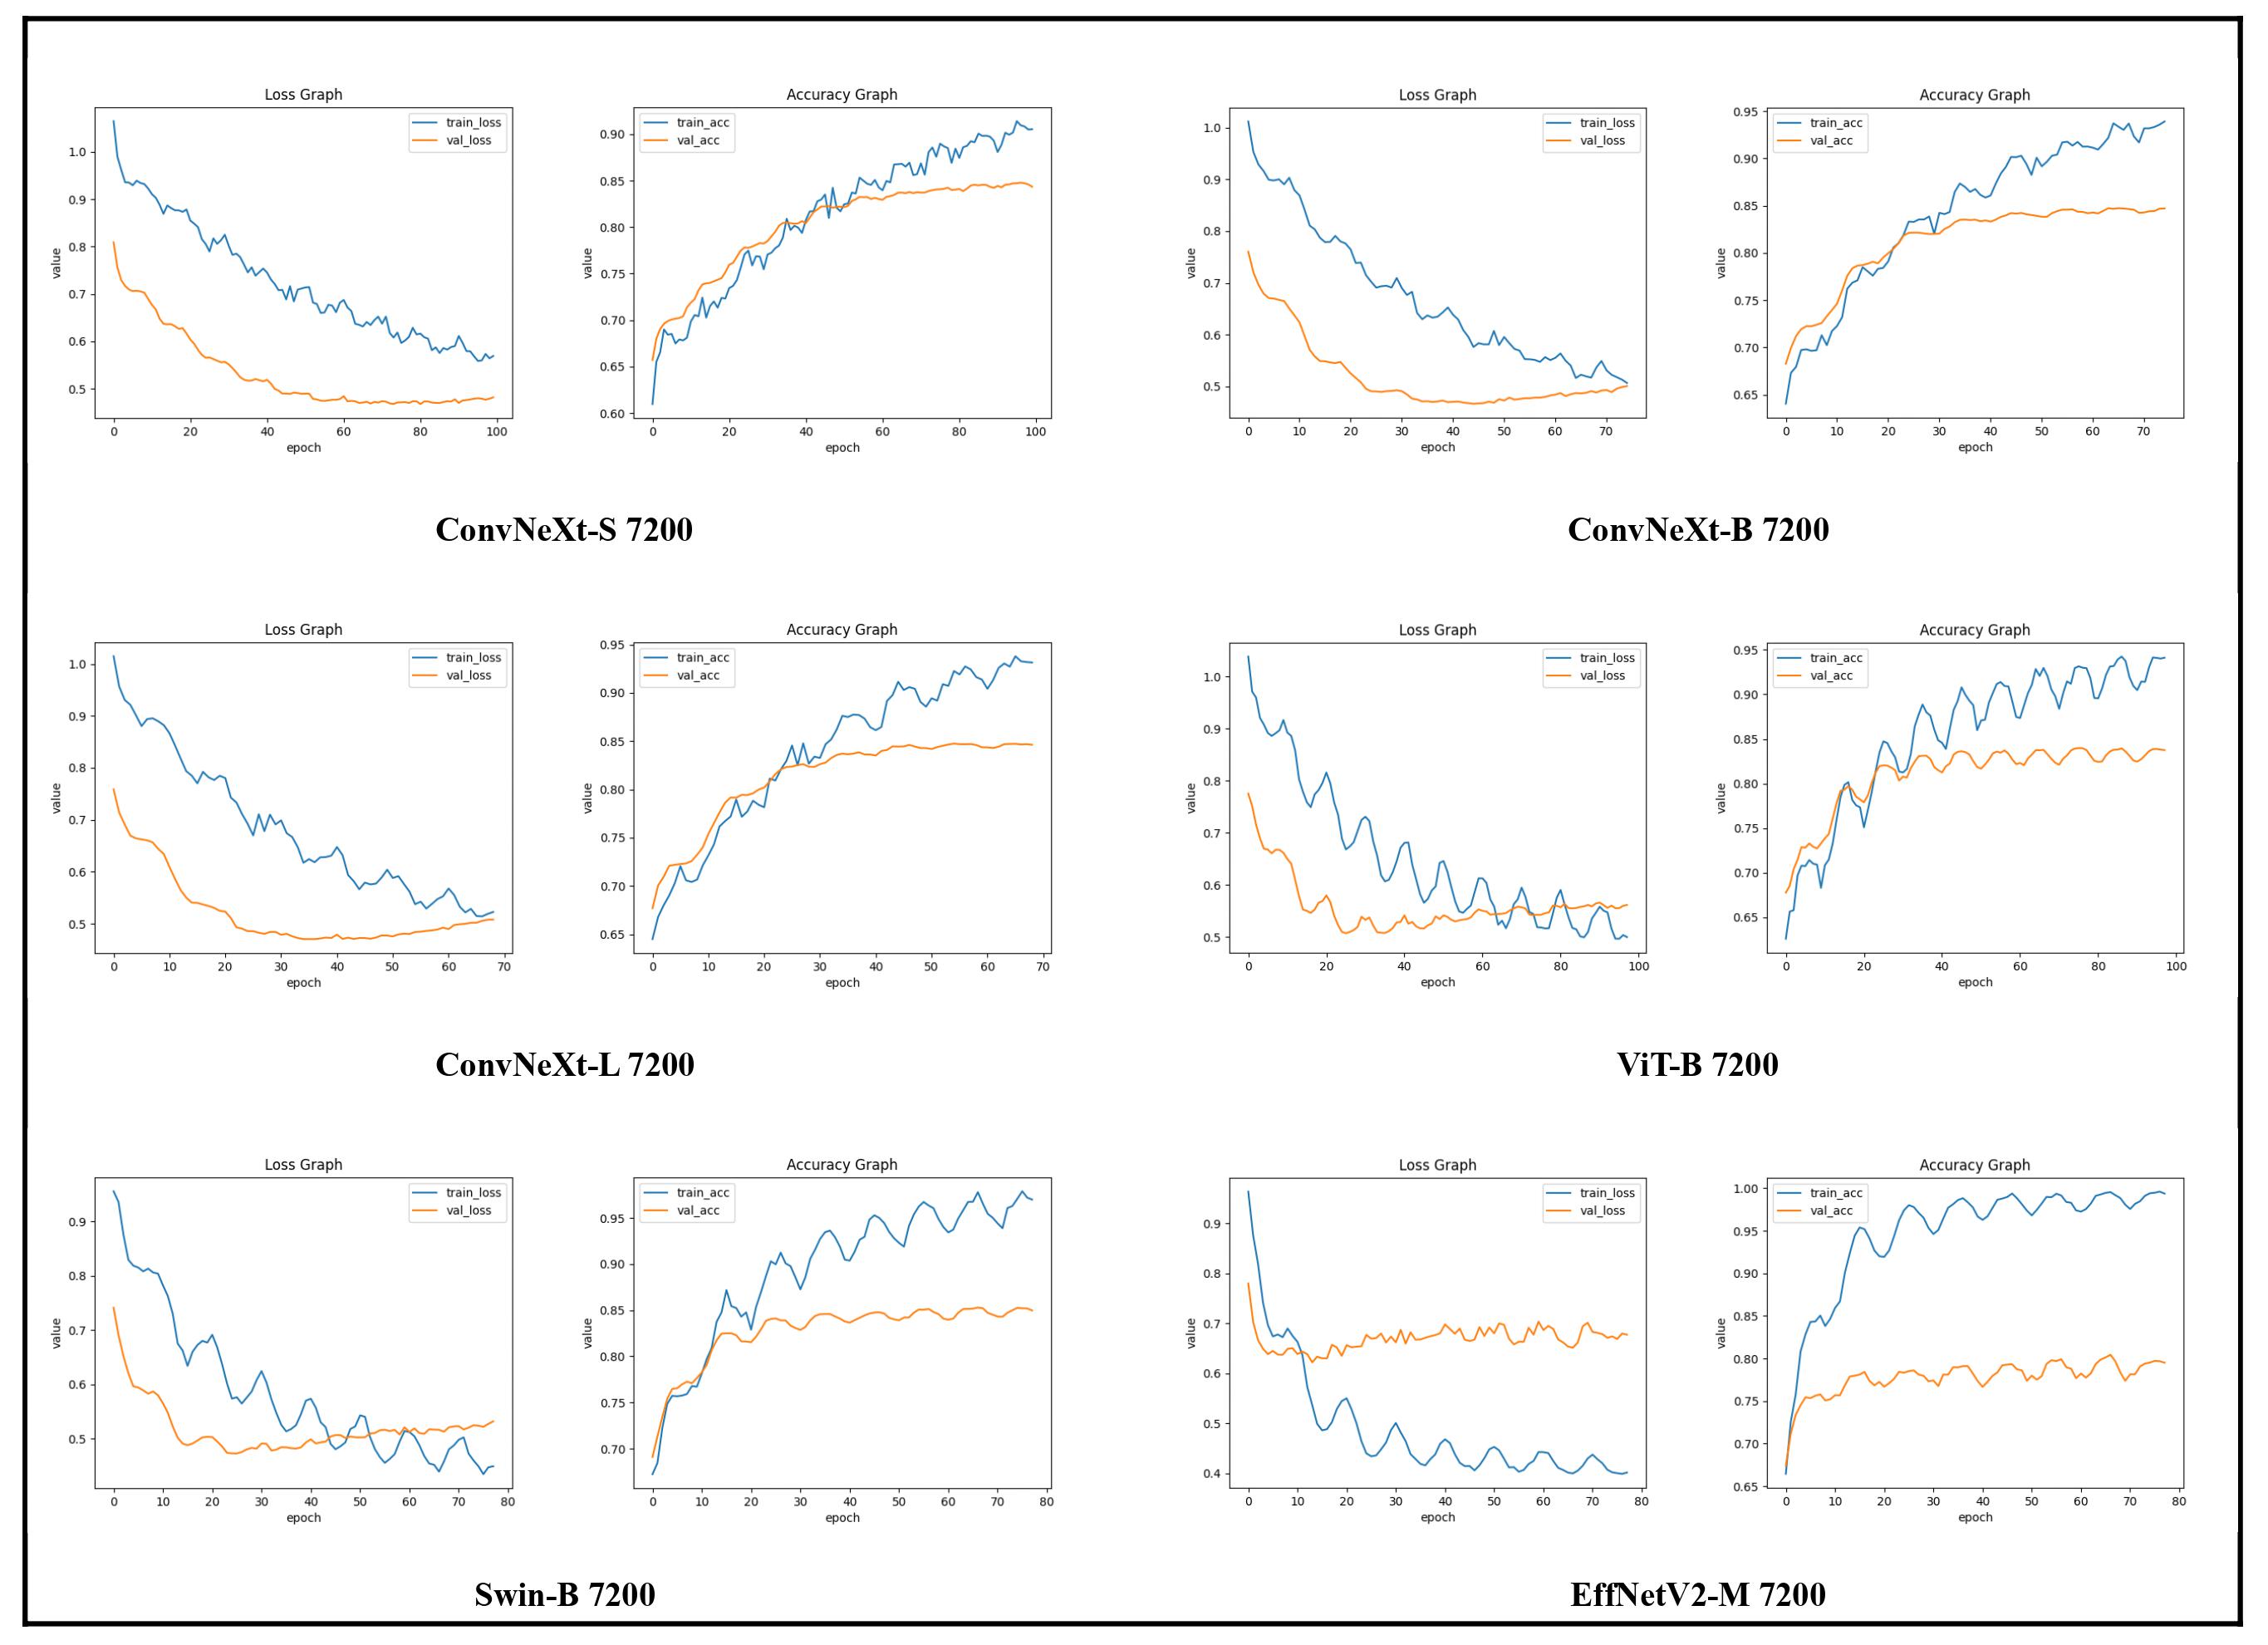 Loss Graph
train_loss
val_loss
value
1.0
0.9
0.8
0.7
0.6
0.5
0 20 40 60 80 100
epoch
Accuracy Graph
train_acc
val_acc
value
0.90
0.85
0.80
0.75
0.70
0.65
0.60
0 20 40 60 80 100
epoch
ConvNeXt-S 7200
Loss Graph
train_loss
val_loss
value
1.0
0.9
0.8
0.7
0.6
0.5
0 10 20 30 40 50 60 70
epoch
Accuracy Graph
train_acc
val_acc
value
0.95
0.90
0.85
0.80
0.75
0.70
0.65
0 10 20 30 40 50 60 70
epoch
ConvNeXt-B 7200
Loss Graph
train_loss
val_loss
value
1.0
0.9
0.8
0.7
0.6
0.5
0 10 20 30 40 50 60 70
epoch
Accuracy Graph
train_acc
val_acc
value
0.95
0.90
0.85
0.80
0.75
0.70
0.65
0 10 20 30 40 50 60 70
epoch
ConvNeXt-L 7200
Loss Graph
train_loss
val_loss
value
1.0
0.9
0.8
0.7
0.6
0.5
0 20 40 60 80 100
epoch
Accuracy Graph
train_acc
val_acc
value
0.95
0.90
0.85
0.80
0.75
0.70
0.65
0 20 40 60 80 100
epoch
ViT-B 7200
Loss Graph
train_loss
val_loss
value
0.9
0.8
0.7
0.6
0.5
0 10 20 30 40 50 60 70 80
epoch
Accuracy Graph
train_acc
val_acc
value
0.95
0.90
0.85
0.80
0.75
0.70
0 10 20 30 40 50 60 70 80
epoch
Swin-B 7200
Loss Graph
train_loss
val_loss
value
0.9
0.8
0.7
0.6
0.5
0.4
0 10 20 30 40 50 60 70 80
epoch
Accuracy Graph
train_acc
val_acc
value
1.00
0.95
0.90
0.85
0.80
0.75
0.70
0.65
0 10 20 30 40 50 60 70 80
epoch
EffNetV2-M 7200